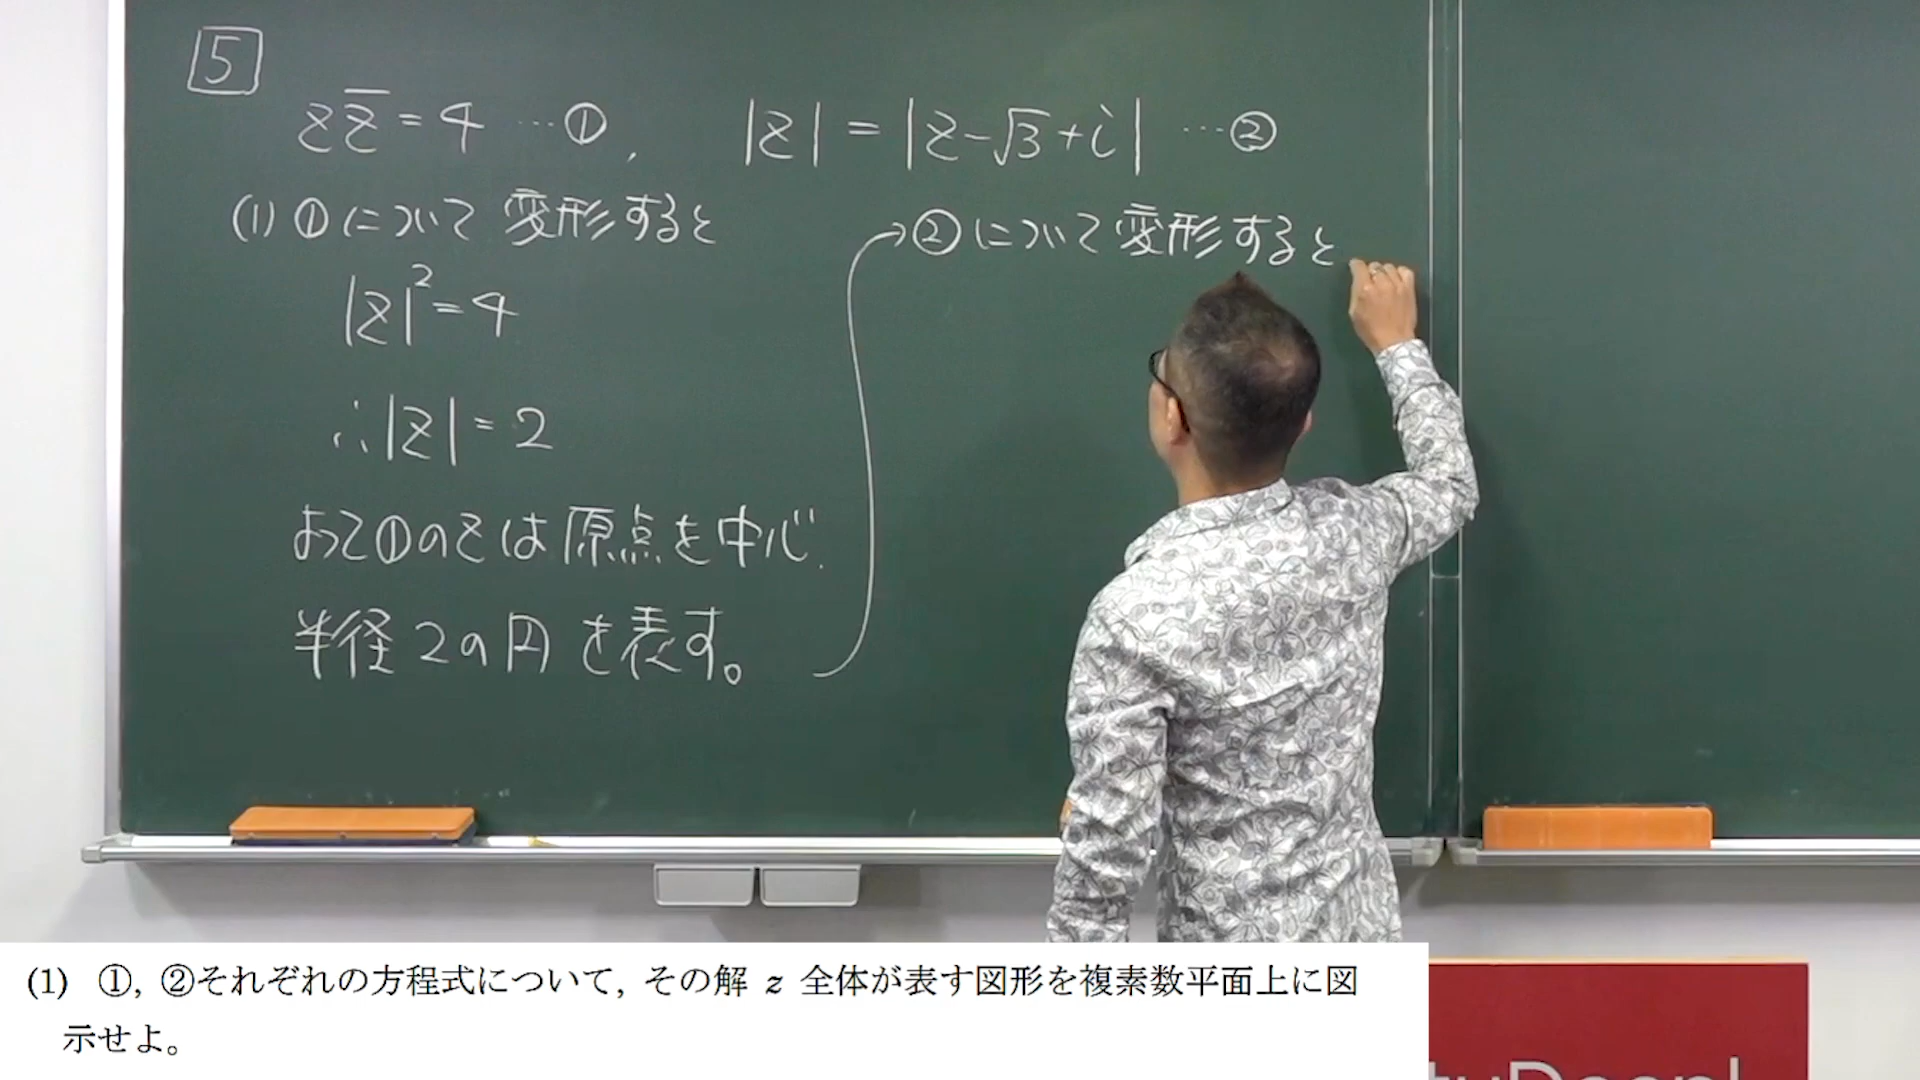 5
z z̄ = 4 … ①, |z| = |z-√3+i| … ②
(1) ①について変形すると
|z|² = 4
∴ |z| = 2
よって①のzは原点を中心
半径2の円を表す。
→②について変形すると
(1) ①, ②それぞれの方程式について, その解 z 全体が表す図形を複素数平面上に図
示せよ。